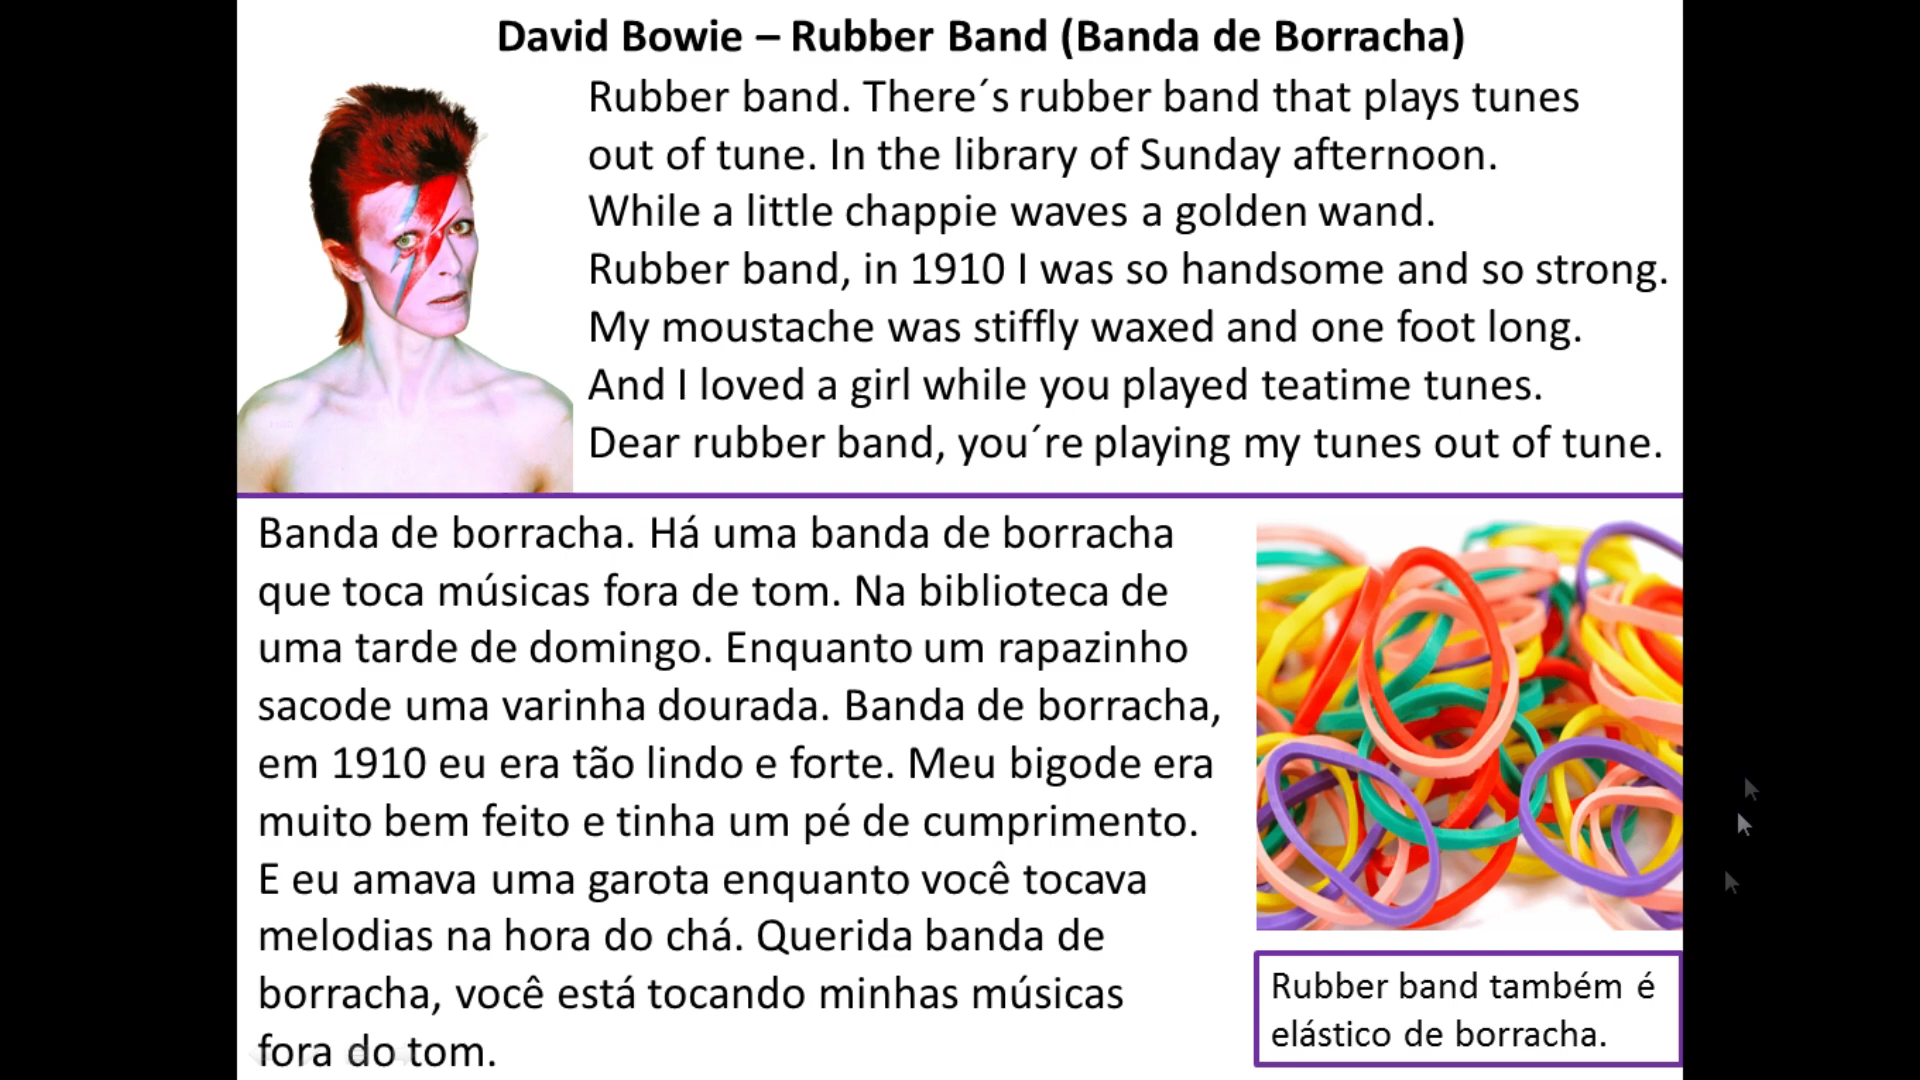 David Bowie – Rubber Band (Banda de Borracha)
Rubber band. There´s rubber band that plays tunes
out of tune. In the library of Sunday afternoon.
While a little chappie waves a golden wand.
Rubber band, in 1910 I was so handsome and so strong.
My moustache was stiffly waxed and one foot long.
And I loved a girl while you played teatime tunes.
Dear rubber band, you´re playing my tunes out of tune.
Banda de borracha. Há uma banda de borracha
que toca músicas fora de tom. Na biblioteca de
uma tarde de domingo. Enquanto um rapazinho
sacode uma varinha dourada. Banda de borracha,
em 1910 eu era tão lindo e forte. Meu bigode era
muito bem feito e tinha um pé de cumprimento.
E eu amava uma garota enquanto você tocava
melodias na hora do chá. Querida banda de
borracha, você está tocando minhas músicas
fora do tom.
Rubber band também é
elástico de borracha.